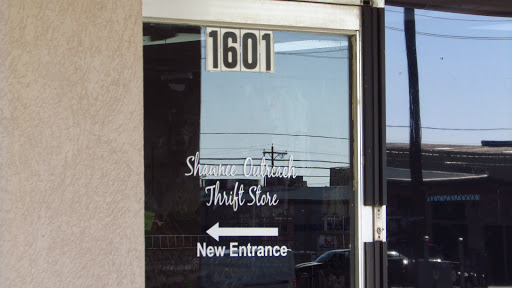 1601
Shawnee Outreach
Thrift Store
New Entrance